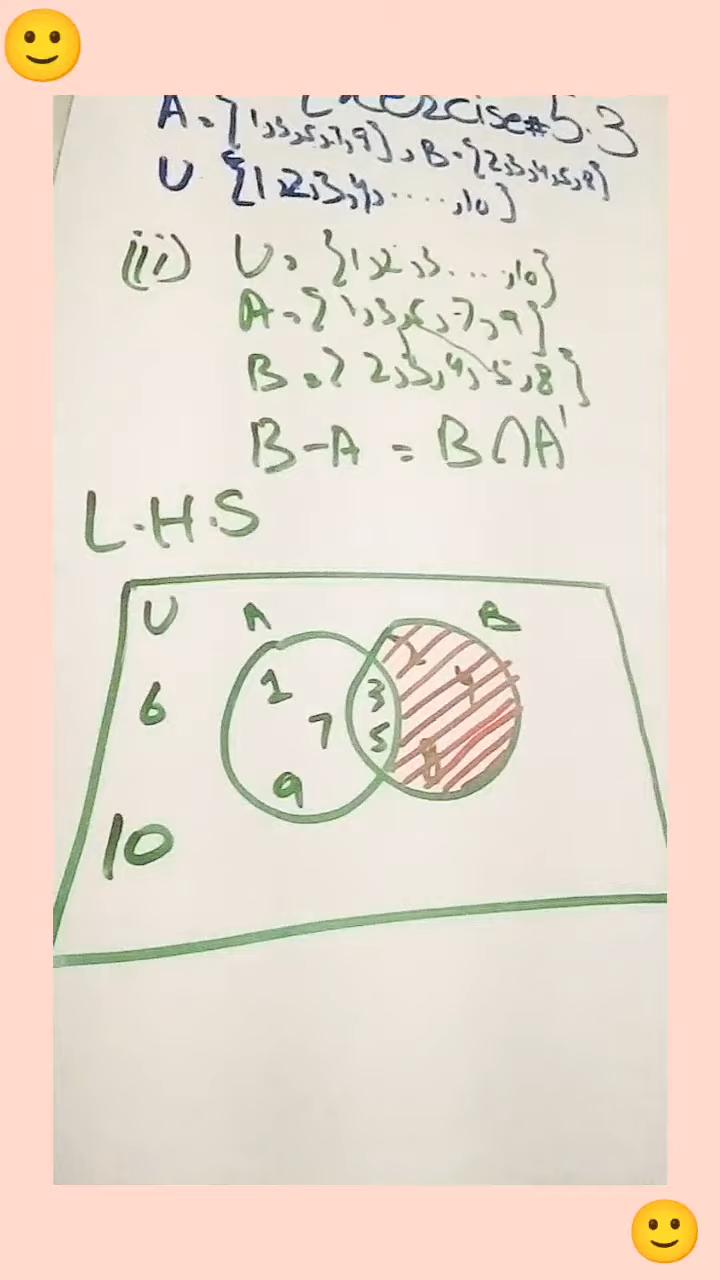 Exercise#5.3
A = {1,3,5,7,9}, B = {2,3,4,5,8}
U {1,2,3,4,.....,10}
(ii) U = {1,2,3....,10}
A = {1,3,5,7,9}
B = {2,3,4,5,8}
B-A = B∩A'
L.H.S
U A B
1 2
6 3 4
7 5
9 8
10